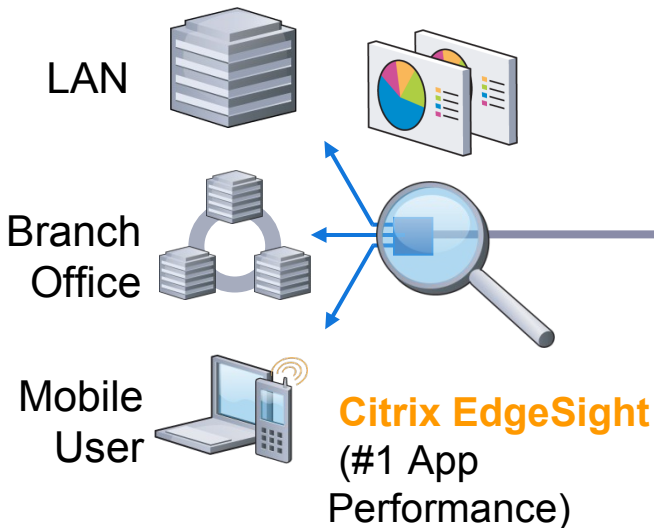 LAN
Branch
Office
Mobile
User
Citrix EdgeSight
(#1 App
Performance)